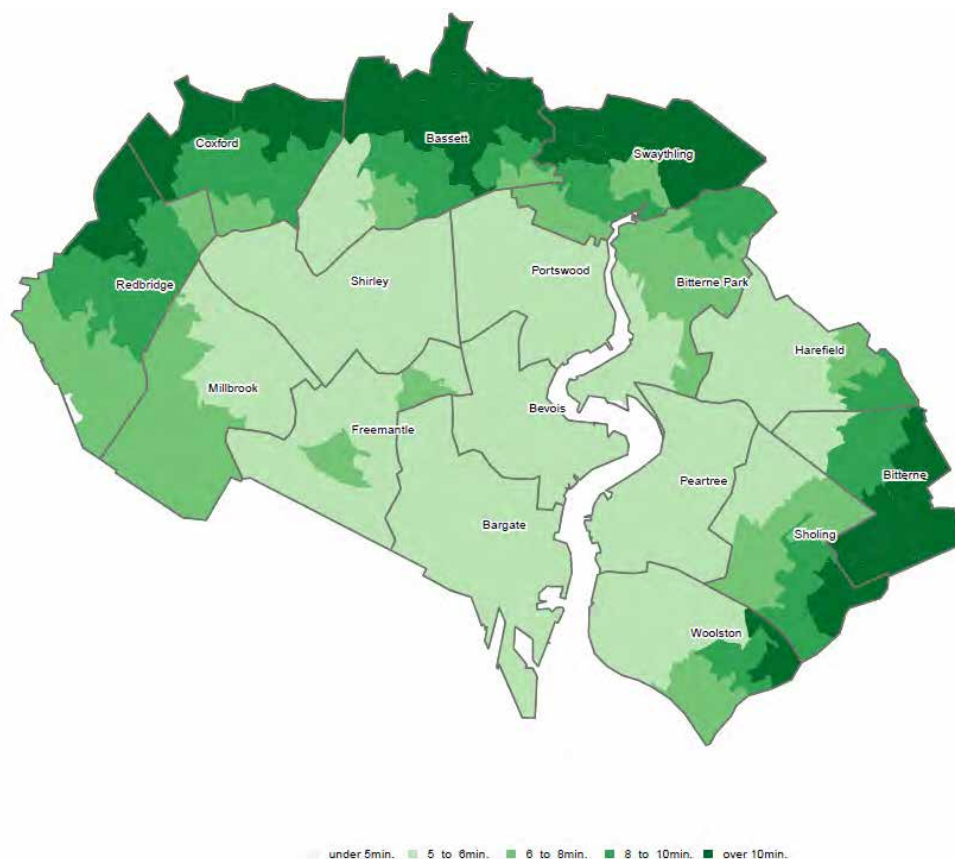 Coxford
Bassett
Swaythling
Redbridge
Shirley
Portswood
Bitterne Park
Harefield
Millbrook
Bevois
Freemantle
Peartree
Bitterne
Bargate
Sholing
Woolston
under 5min. 5 to 6min. 6 to 8min. 8 to 10min. over 10min.